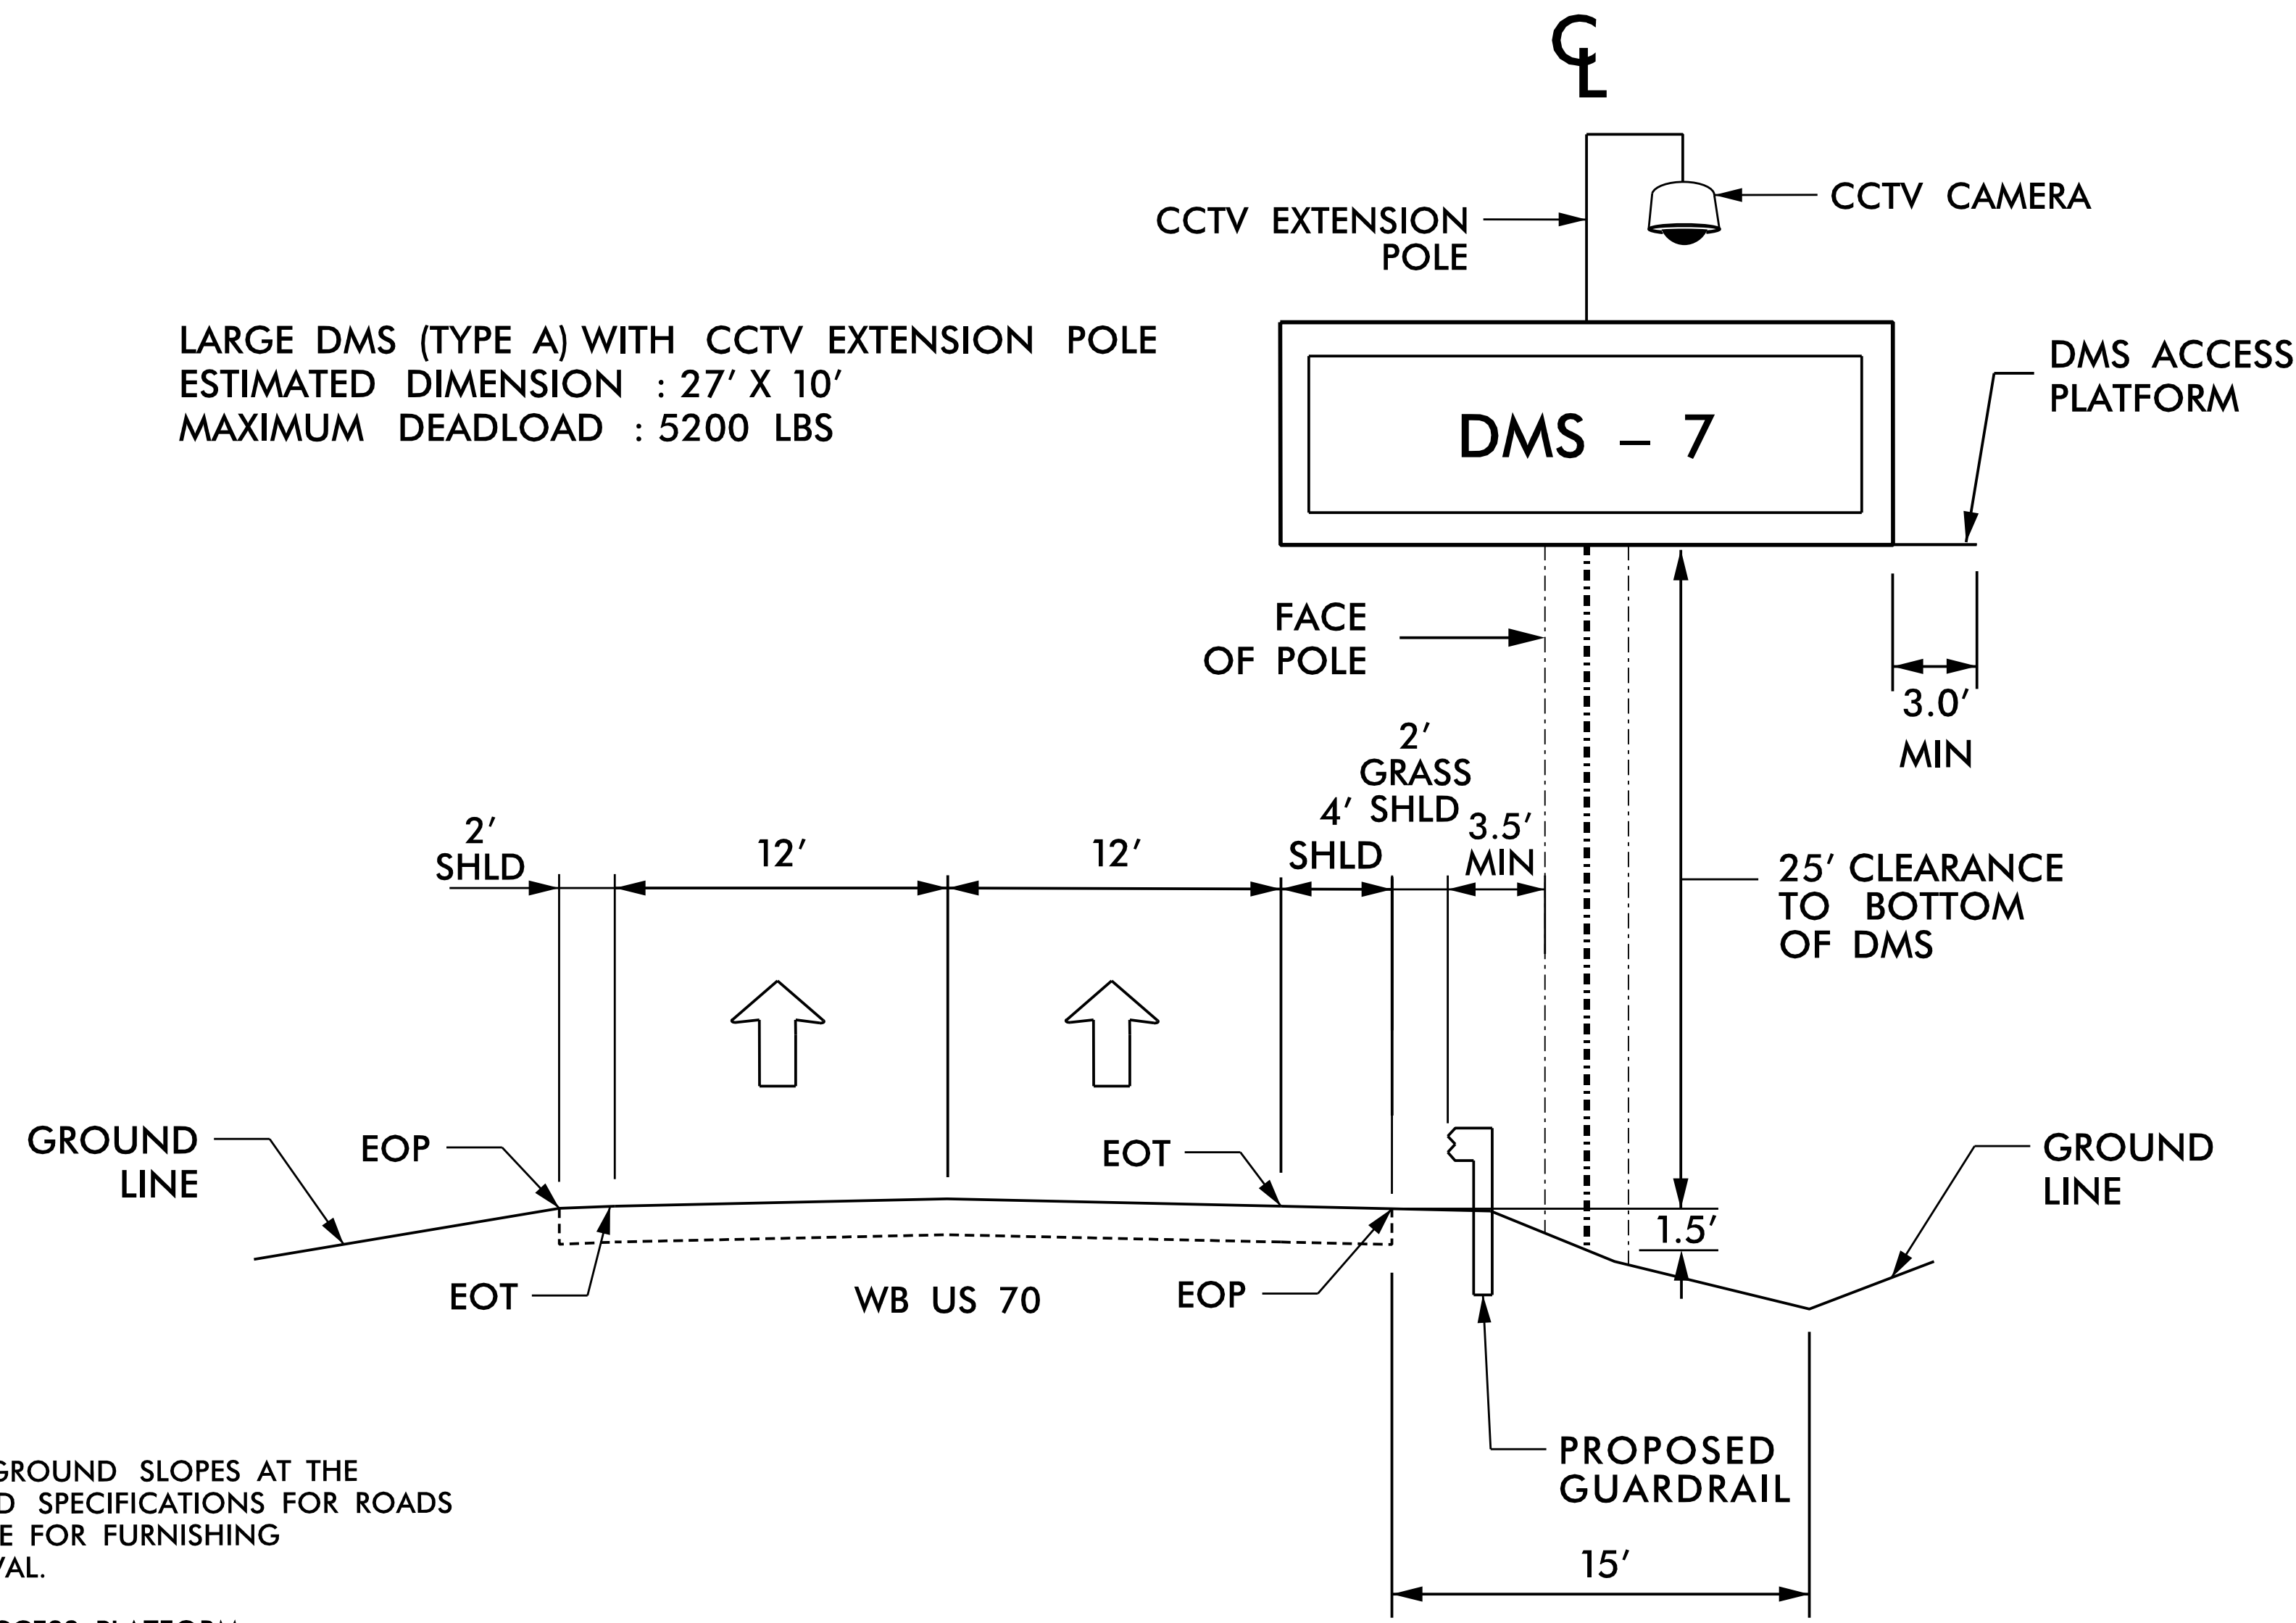 CL
CCTV CAMERA
CCTV EXTENSION
POLE
LARGE DMS (TYPE A) WITH CCTV EXTENSION POLE
ESTIMATED DIMENSION : 27' X 10'
MAXIMUM DEADLOAD : 5200 LBS
DMS – 7
DMS ACCESS
PLATFORM
FACE
OF POLE
3.0'
MIN
2'
GRASS
SHLD
4'
SHLD
3.5'
MIN
2'
SHLD
12'
12'
25' CLEARANCE
TO BOTTOM
OF DMS
GROUND
LINE
EOP
EOT
GROUND
LINE
1.5'
EOT
WB US 70
EOP
PROPOSED
GUARDRAIL
15'
GROUND SLOPES AT THE
SPECIFICATIONS FOR ROADS
FOR FURNISHING